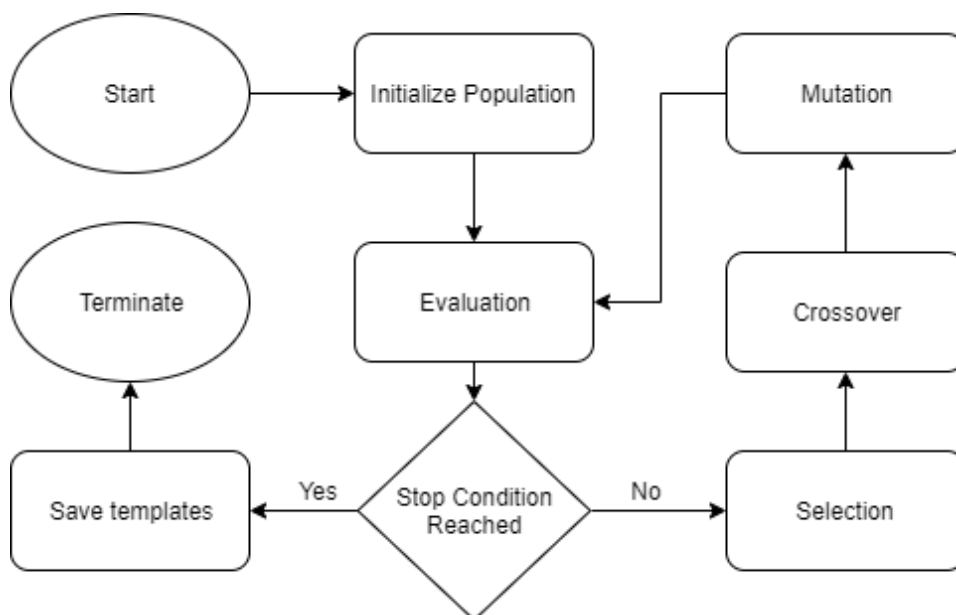 Start
Initialize Population
Mutation
Terminate
Evaluation
Crossover
Save templates
Yes
Stop Condition
Reached
No
Selection